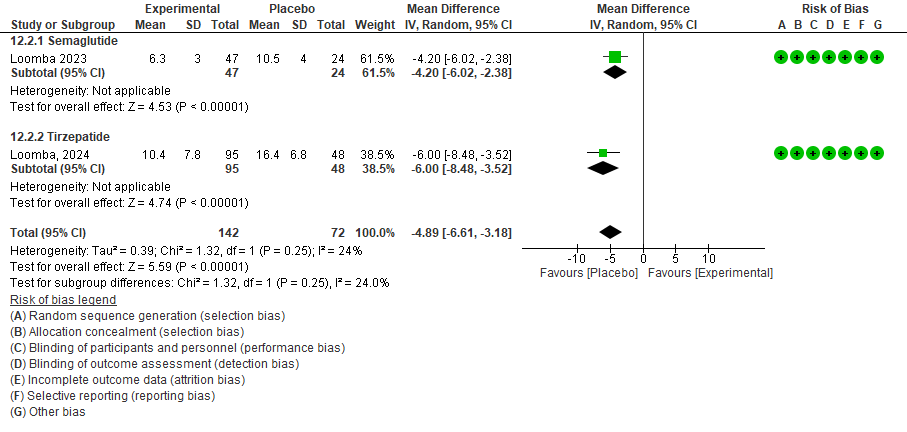 Experimental Placebo Mean Difference Mean Difference Risk of Bias
Study or Subgroup Mean SD Total Mean SD Total Weight IV, Random, 95% CI IV, Random, 95% CI A B C D E F G
12.2.1 Semaglutide
Loomba 2023 6.3 3 47 10.5 4 24 61.5% -4.20 [-6.02, -2.38] + + + + + + +
Subtotal (95% CI) 47 24 61.5% -4.20 [-6.02, -2.38]
Heterogeneity: Not applicable
Test for overall effect: Z = 4.53 (P < 0.00001)
12.2.2 Tirzepatide
Loomba, 2024 10.4 7.8 95 16.4 6.8 48 38.5% -6.00 [-8.48, -3.52] + + + + + + +
Subtotal (95% CI) 95 48 38.5% -6.00 [-8.48, -3.52]
Heterogeneity: Not applicable
Test for overall effect: Z = 4.74 (P < 0.00001)
Total (95% CI) 142 72 100.0% -4.89 [-6.61, -3.18]
Heterogeneity: Tau² = 0.39; Chi² = 1.32, df = 1 (P = 0.25); I² = 24%
Test for overall effect: Z = 5.59 (P < 0.00001)
Test for subgroup differences: Chi² = 1.32, df = 1 (P = 0.25), I² = 24.0%
-10 -5 0 5 10
Favours [Placebo] Favours [Experimental]
Risk of bias legend
(A) Random sequence generation (selection bias)
(B) Allocation concealment (selection bias)
(C) Blinding of participants and personnel (performance bias)
(D) Blinding of outcome assessment (detection bias)
(E) Incomplete outcome data (attrition bias)
(F) Selective reporting (reporting bias)
(G) Other bias